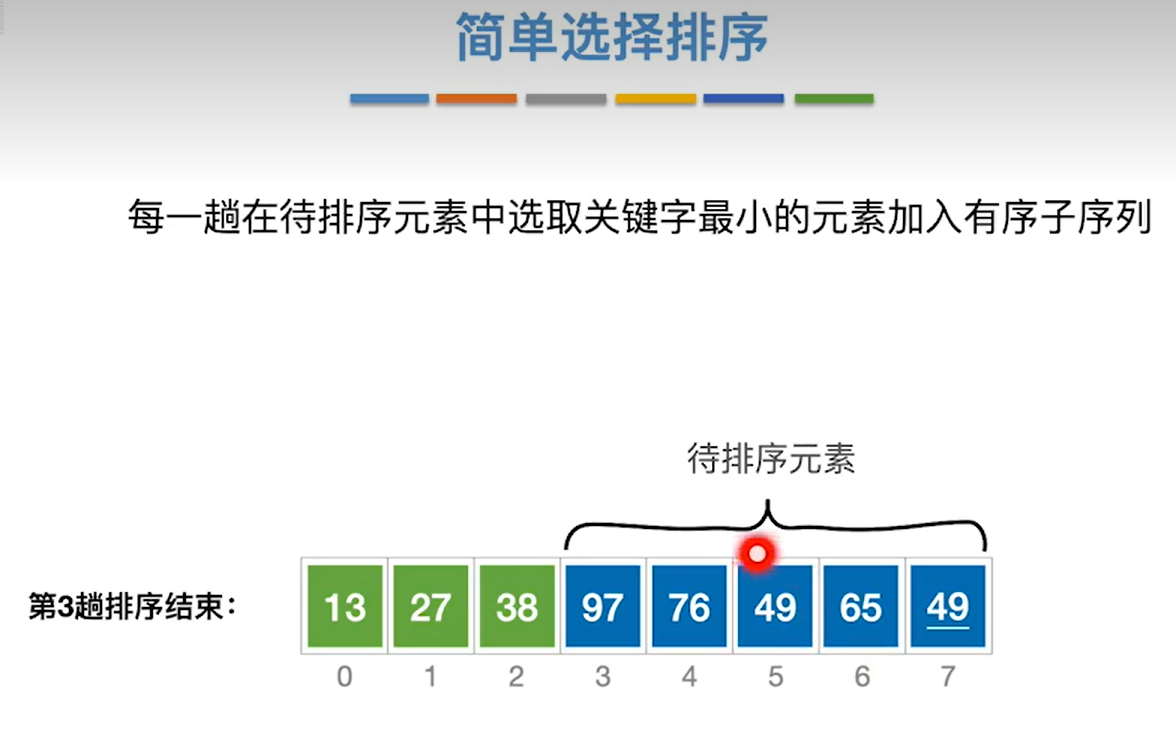 简单选择排序
每一趟在待排序元素中选取关键字最小的元素加入有序子序列
待排序元素
第3趟排序结束： 13 27 38 97 76 49 65 49
0 1 2 3 4 5 6 7